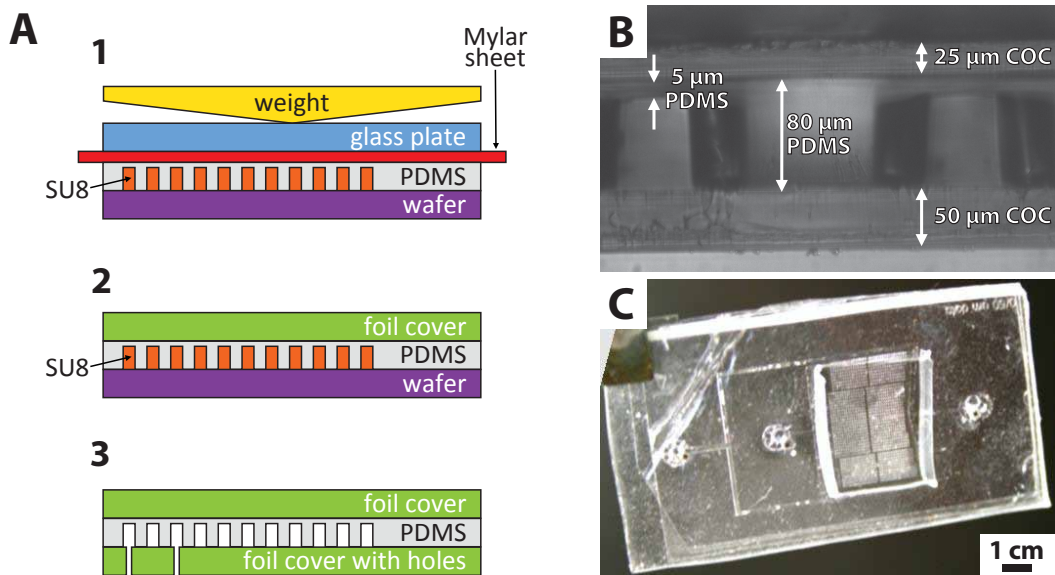 A
1
Mylar
sheet
weight
glass plate
SU8
PDMS
wafer
2
foil cover
SU8
PDMS
wafer
3
foil cover
PDMS
foil cover with holes
B
25 µm COC
5 µm
PDMS
80 µm
PDMS
50 µm COC
C
1 cm